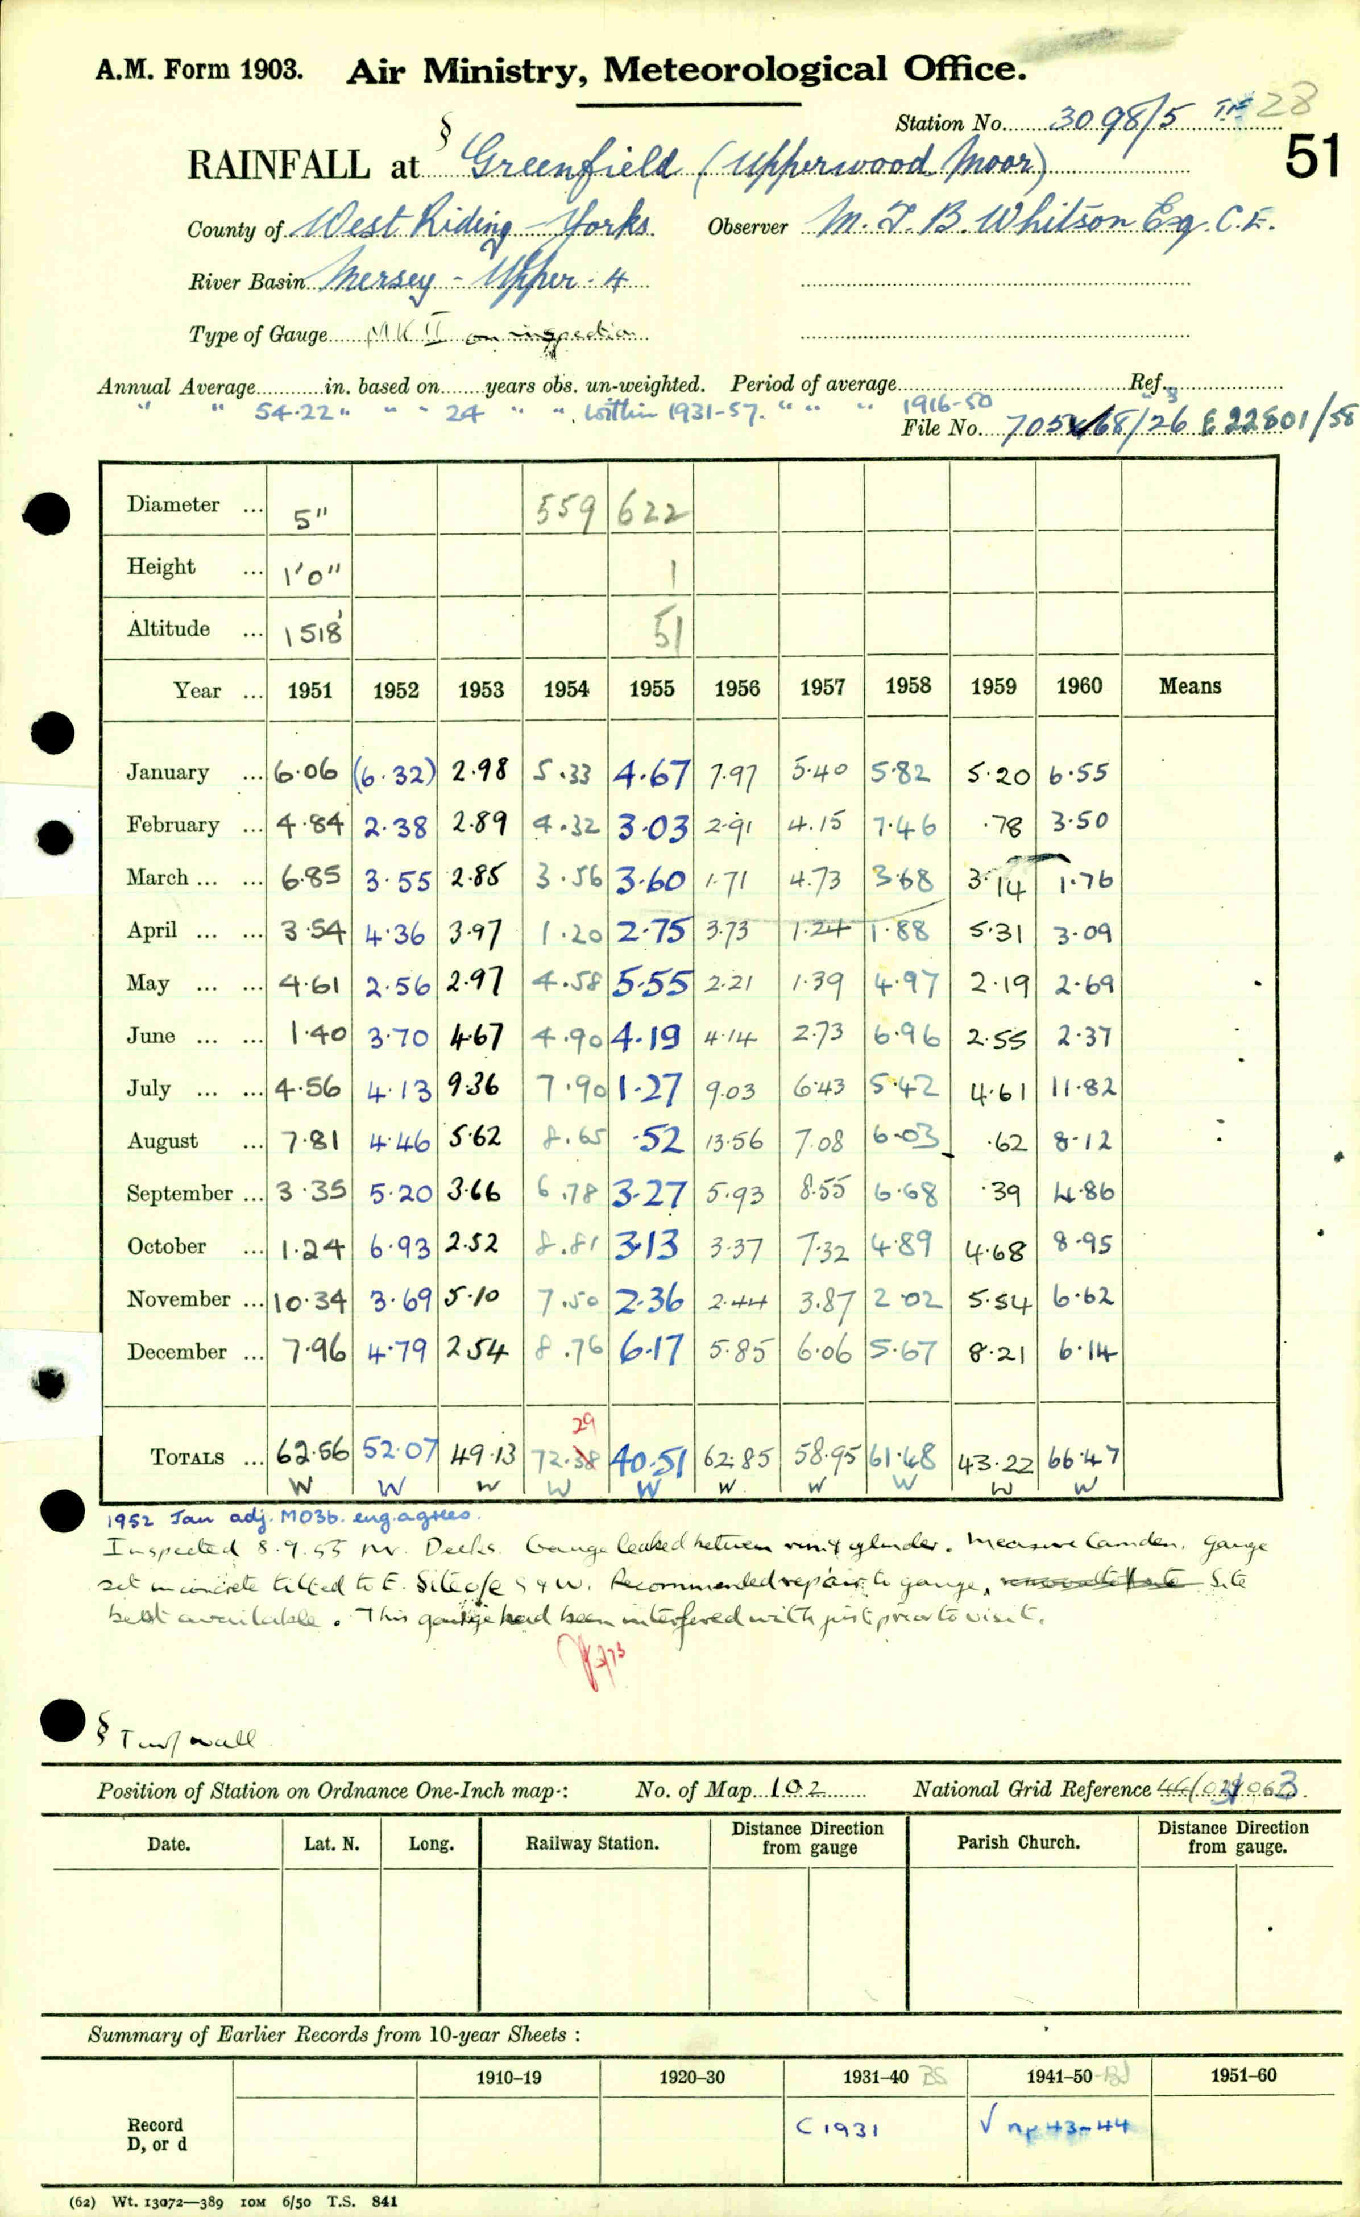 A.M. Form 1903. Air Ministry, Meteorological Office.
Station No. 3098/5 28
51
§
RAINFALL at Greenfield (Upperwood Moor)
County of West Riding - Yorks Observer M. T. B. Whitson Esq. C.E.
River Basin Mersey - Upper - 4
Type of Gauge MK II on inspection
Annual Average in. based on years obs. un-weighted. Period of average Ref.
" " 54.22 " " " 24 " " . Within 1931-57. " " " 1916-50
File No. 68/26 E 22801/58
Diameter ... 5" 559 622
Height ... 1'0" 1
Altitude ... 1518' 51
Year ... 1951 1952 1953 1954 1955 1956 1957 1958 1959 1960 Means
January ... 6.06 (6.32) 2.98 5.33 4.67 7.97 5.40 5.82 5.20 6.55
February ... 4.84 2.38 2.89 4.32 3.03 2.91 4.15 7.46 .78 3.50
March ... ... 6.85 3.55 2.85 3.56 3.60 1.71 4.73 3.68 3.14 1.76
April ... ... 3.54 4.36 3.97 1.20 2.75 3.73 1.24 1.88 5.31 3.09
May ... ... 4.61 2.56 2.97 4.58 5.55 2.21 1.39 4.97 2.19 2.69
June ... ... 1.40 3.70 4.67 4.90 4.19 4.14 2.73 6.96 2.55 2.37
July ... ... 4.56 4.13 9.36 7.90 1.27 9.03 6.43 5.42 4.61 11.82
August ... 7.81 4.46 5.62 8.65 .52 13.56 7.08 6.03 .62 8.12
September ... 3.35 5.20 3.66 6.78 3.27 5.93 8.55 6.68 .39 4.86
October ... 1.24 6.93 2.52 8.81 3.13 3.37 7.32 4.89 4.68 8.95
November ... 10.34 3.69 5.10 7.50 2.36 2.44 3.87 2.02 5.54 6.62
December ... 7.96 4.79 2.54 8.76 6.17 5.85 6.06 5.67 8.21 6.14
29
TOTALS ... 62.56 52.07 49.13 72.38 40.51 62.85 58.95 61.48 43.22 66.47
W W W W W W W W W W
1952 Jan adj. M03b. eng. agrees.
Inspected 8.9.55 Mr. Gauge leaked between rim & cylinder. Measure Camden. Gauge
set in concrete tilted to E. Site o/e S & W. Recommended repair to gauge, Site
best available. This gauge had been interfered with just prior to visit.
§ Turf wall
Position of Station on Ordnance One-Inch map-: No. of Map 102 National Grid Reference
Date. Lat. N. Long. Railway Station. Distance Direction from gauge Parish Church. Distance Direction from gauge.
Summary of Earlier Records from 10-year Sheets :
1910-19 1920-30 1931-40 BS 1941-50 1951-60
Record
D, or d
C 1931 √ 43-44
(62) Wt. 13072—389 IOM 6/50 T.S. 841